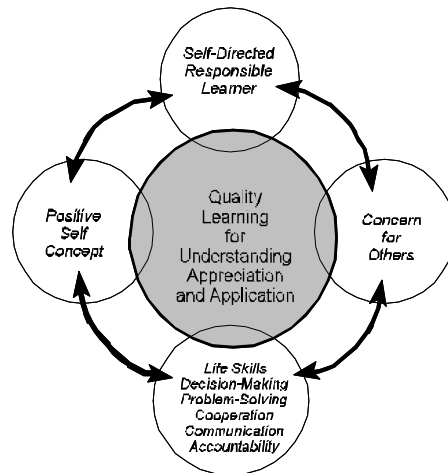 Self-Directed
Responsible
Learner
Positive
Self
Concept
Quality
Learning
for
Understanding
Appreciation
and Application
Concern
for
Others
Life Skills
Decision-Making
Problem-Solving
Cooperation
Communication
Accountability